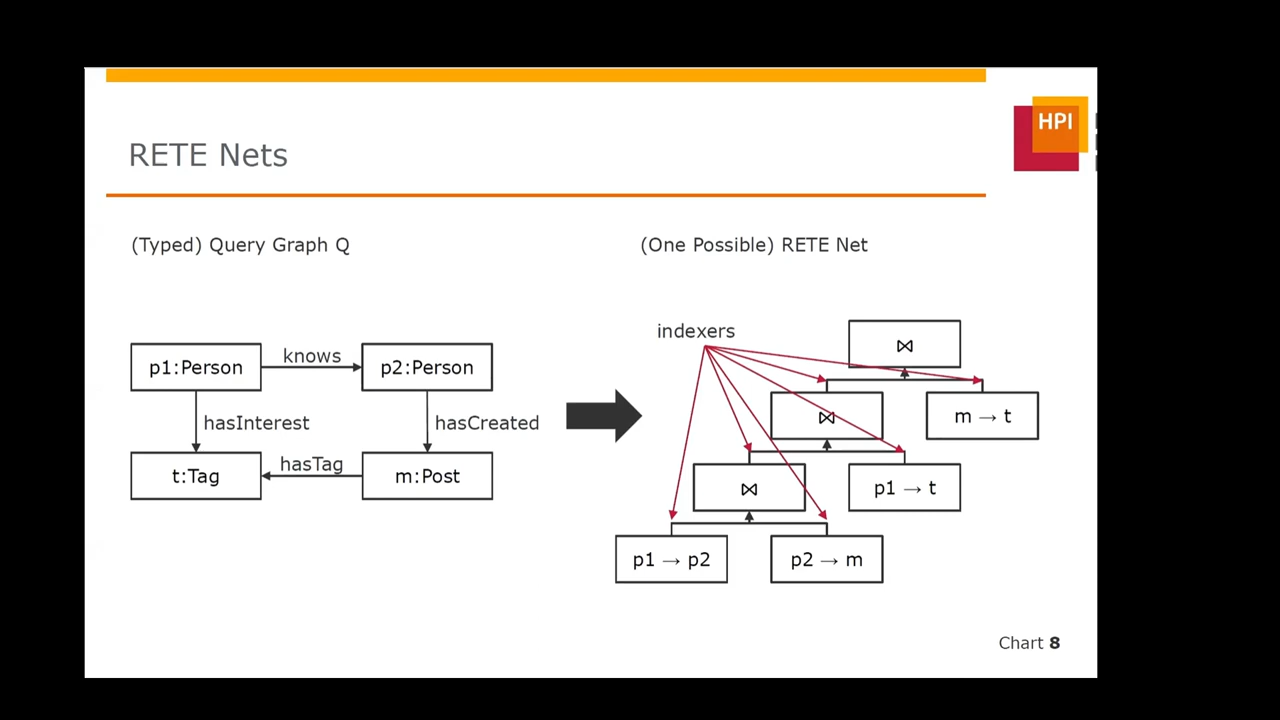 HPI
RETE Nets
(Typed) Query Graph Q
(One Possible) RETE Net
p1:Person
knows
p2:Person
hasInterest
hasCreated
t:Tag
hasTag
m:Post
indexers
⋈
⋈
m → t
⋈
p1 → t
p1 → p2
p2 → m
Chart 8